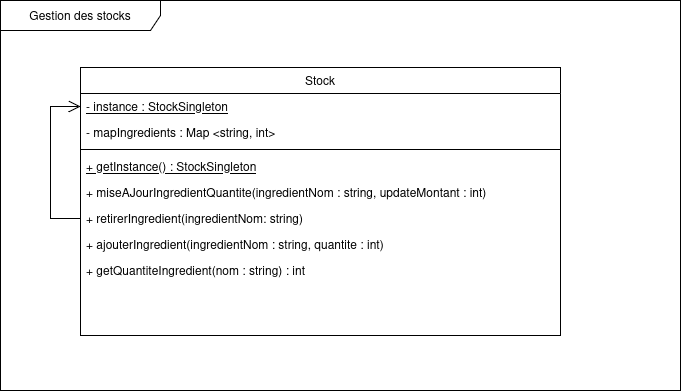 Gestion des stocks
Stock
- instance : StockSingleton
- mapIngredients : Map <string, int>
+ getInstance() : StockSingleton
+ miseAJourIngredientQuantite(ingredientNom : string, updateMontant : int)
+ retirerIngredient(ingredientNom: string)
+ ajouterIngredient(ingredientNom : string, quantite : int)
+ getQuantiteIngredient(nom : string) : int